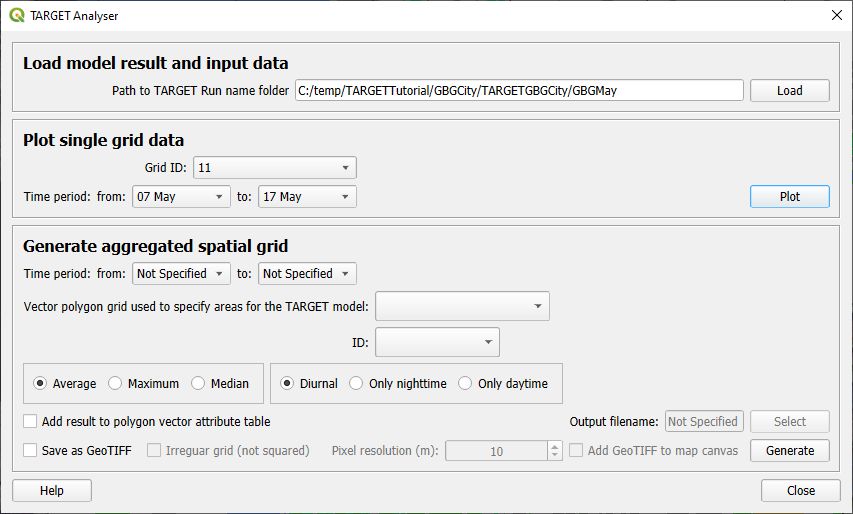 TARGET Analyser
Load model result and input data
Path to TARGET Run name folder C:/temp/TARGETTutorial/GBGCity/TARGETGBGCity/GBGMay Load
Plot single grid data
Grid ID: 11
Time period: from: 07 May to: 17 May Plot
Generate aggregated spatial grid
Time period: from: Not Specified to: Not Specified
Vector polygon grid used to specify areas for the TARGET model:
ID:
Average Maximum Median Diurnal Only nighttime Only daytime
Add result to polygon vector attribute table Output filename: Not Specified Select
Save as GeoTIFF Irreguar grid (not squared) Pixel resolution (m): 10 Add GeoTIFF to map canvas Generate
Help Close